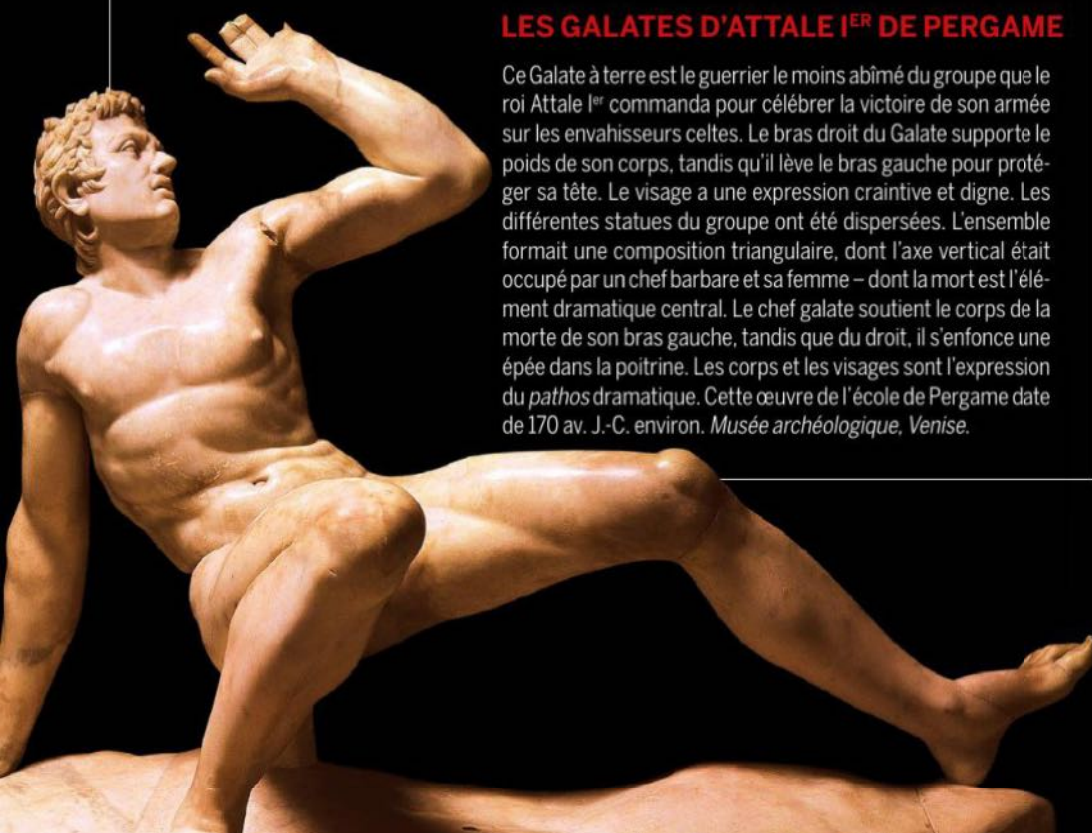 LES GALATES D'ATTALE IER DE PERGAME
Ce Galate à terre est le guerrier le moins abîmé du groupe que le
roi Attale Ier commanda pour célébrer la victoire de son armée
sur les envahisseurs celtes. Le bras droit du Galate supporte le
poids de son corps, tandis qu'il lève le bras gauche pour proté-
ger sa tête. Le visage a une expression craintive et digne. Les
différentes statues du groupe ont été dispersées. L'ensemble
formait une composition triangulaire, dont l'axe vertical était
occupé par un chef barbare et sa femme – dont la mort est l'élé-
ment dramatique central. Le chef galate soutient le corps de la
morte de son bras gauche, tandis que du droit, il s'enfonce une
épée dans la poitrine. Les corps et les visages sont l'expression
du pathos dramatique. Cette œuvre de l'école de Pergame date
de 170 av. J.-C. environ. Musée archéologique, Venise.